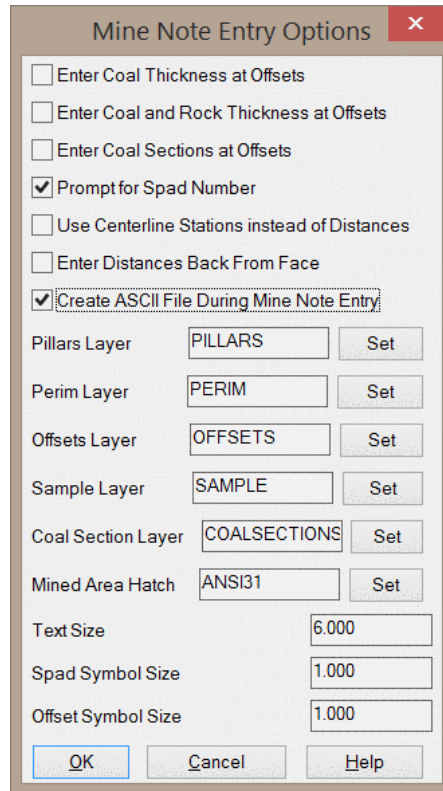 Mine Note Entry Options
Enter Coal Thickness at Offsets
Enter Coal and Rock Thickness at Offsets
Enter Coal Sections at Offsets
Prompt for Spad Number
Use Centerline Stations instead of Distances
Enter Distances Back From Face
Create ASCII File During Mine Note Entry
Pillars Layer PILLARS Set
Perim Layer PERIM Set
Offsets Layer OFFSETS Set
Sample Layer SAMPLE Set
Coal Section Layer COALSECTIONS Set
Mined Area Hatch ANSI31 Set
Text Size 6.000
Spad Symbol Size 1.000
Offset Symbol Size 1.000
OK Cancel Help